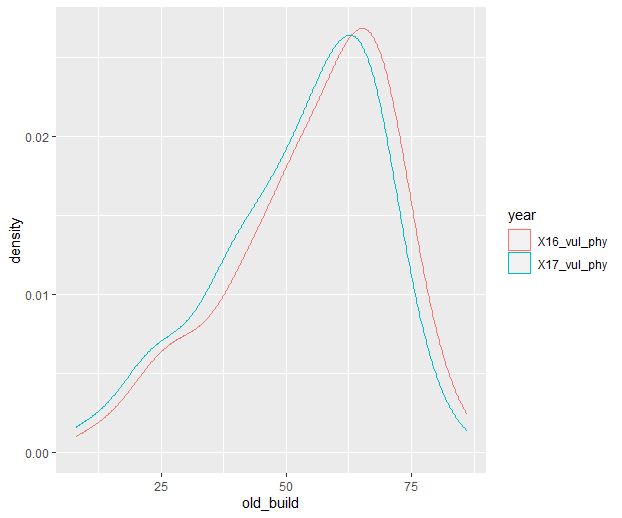 density
0.02
0.01
0.00
25
50
75
old_build
year
X16_vul_phy
X17_vul_phy